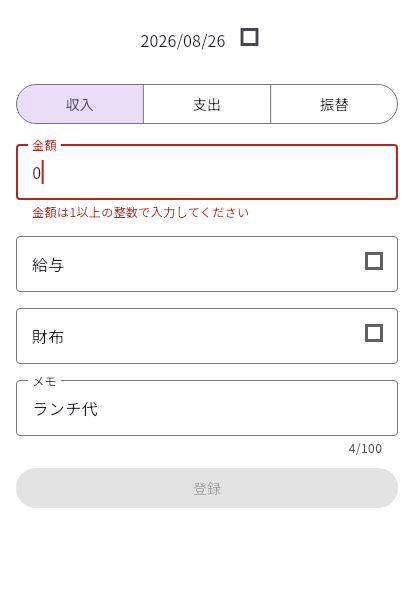 2026/08/26
収入
支出
振替
金額
0
金額は1以上の整数で入力してください
給与
財布
メモ
ランチ代
4/100
登録